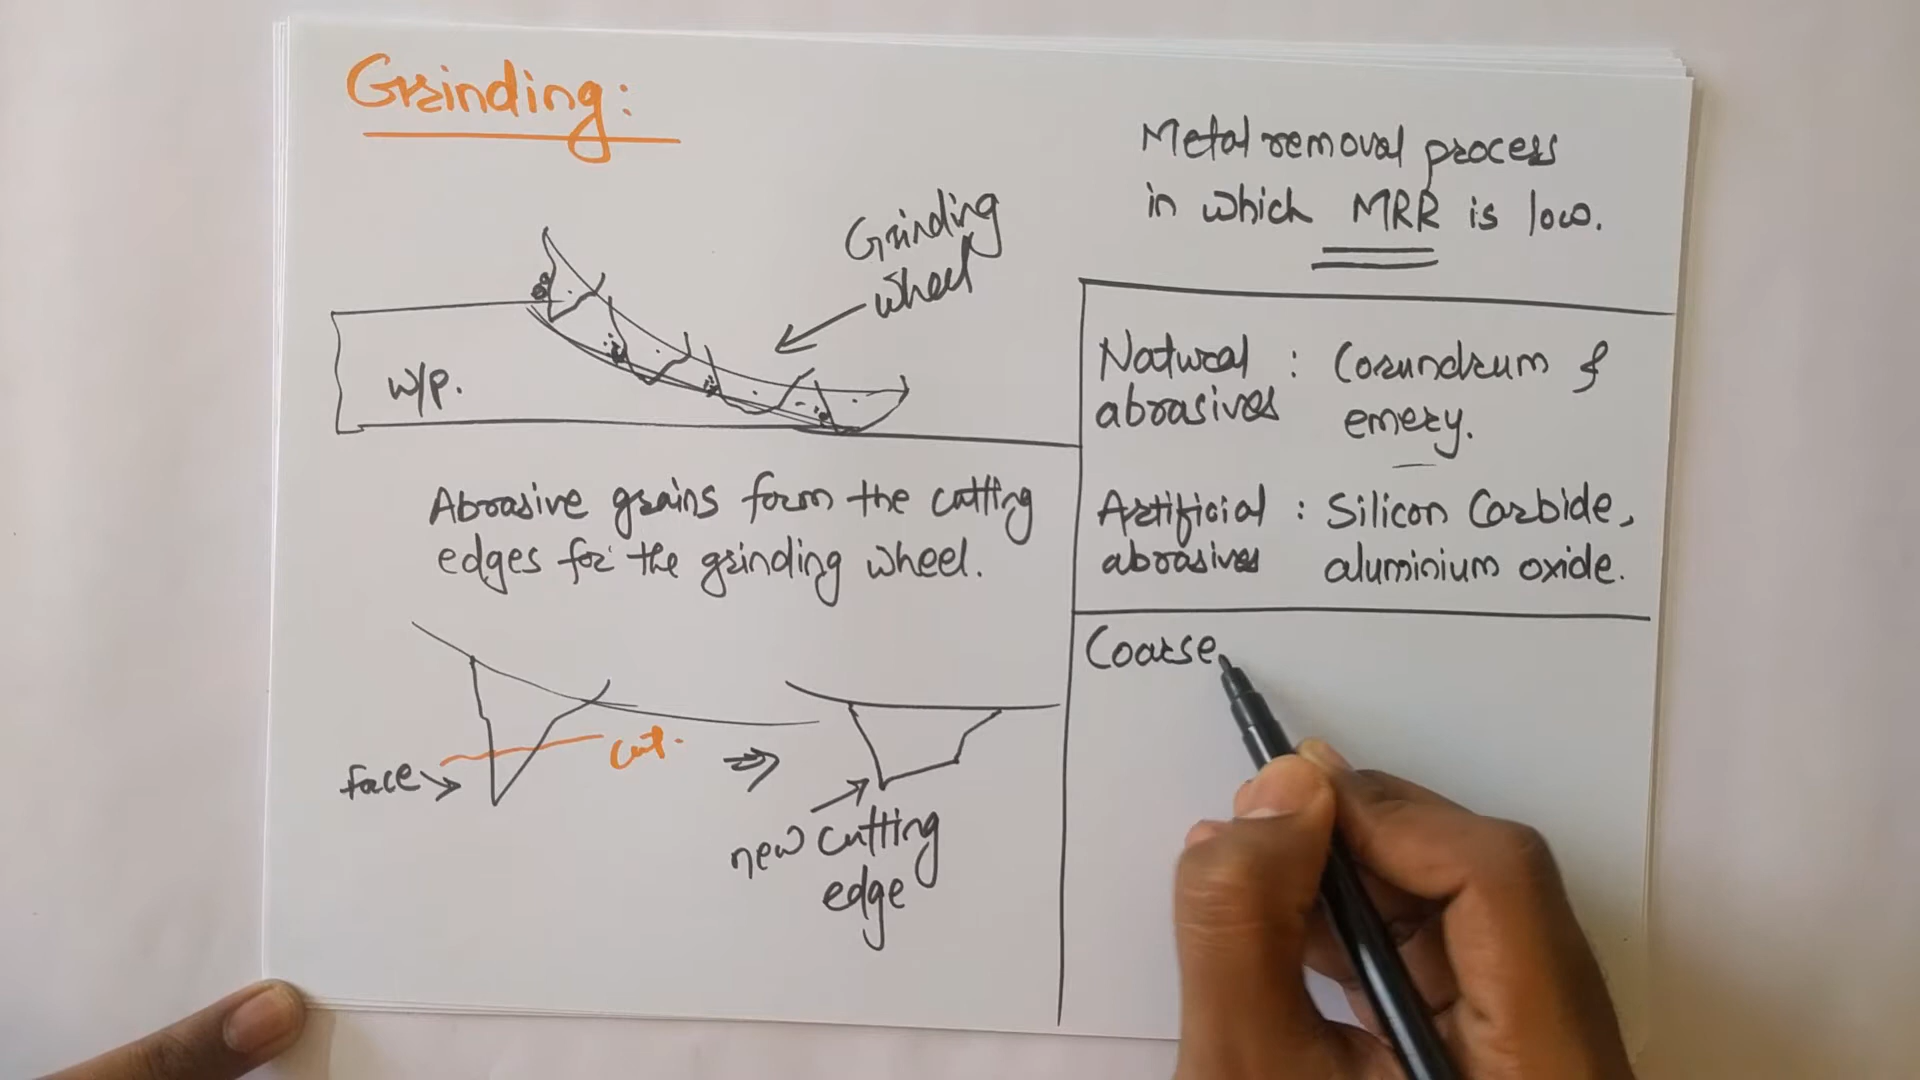 Grinding:
Metal removal process
in which MRR is low.
Grinding
wheel
w/p.
Natural : Corundrum &
abrasives emery.
Artificial : Silicon Carbide,
abrasives aluminium oxide.
Abrasive grains form the cutting
edges for the grinding wheel.
Coarse
face
cut.
new cutting
edge